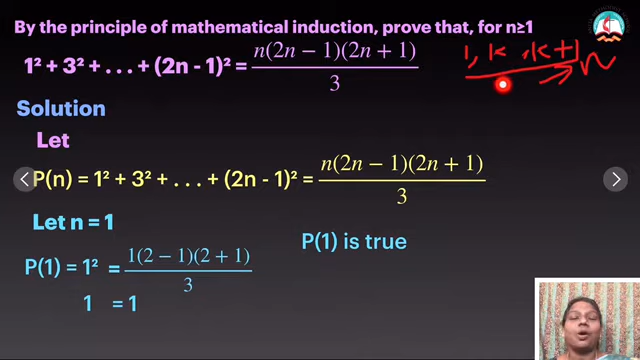 By the principle of mathematical induction, prove that, for n≥1
1² + 3² + . . . + (2n - 1)² = n(2n − 1)(2n + 1) / 3
1, k, k+1 → n
Solution
Let
P(n) = 1² + 3² + . . . + (2n - 1)² = n(2n − 1)(2n + 1) / 3
Let n = 1
P(1) = 1² = 1(2 − 1)(2 + 1) / 3
P(1) is true
1 = 1